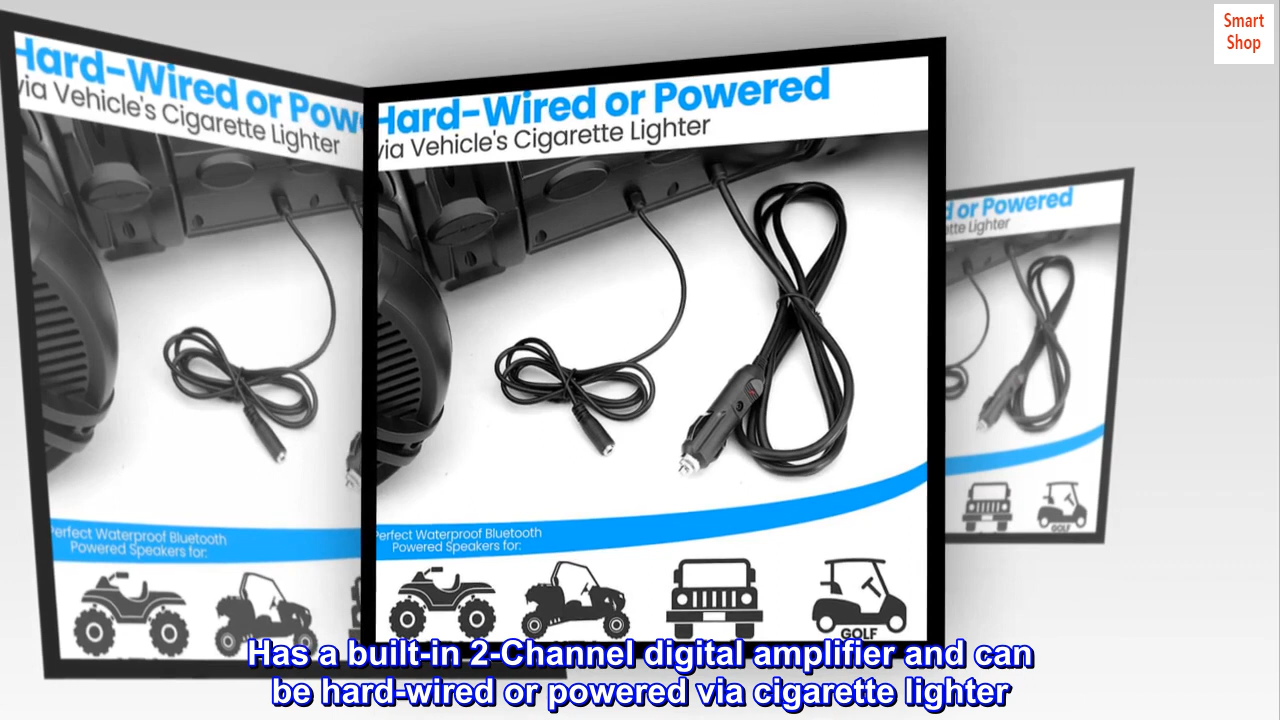 Smart
Shop
Hard-Wired or Pow
via Vehicle's Cigarette Lighter
Perfect Waterproof Bluetooth
Powered Speakers for:
Hard-Wired or Powered
via Vehicle's Cigarette Lighter
Perfect Waterproof Bluetooth
Powered Speakers for:
GOLF
d or Powered
ette Lighter
GOLF
Has a built-in 2-Channel digital amplifier and can
be hard-wired or powered via cigarette lighter